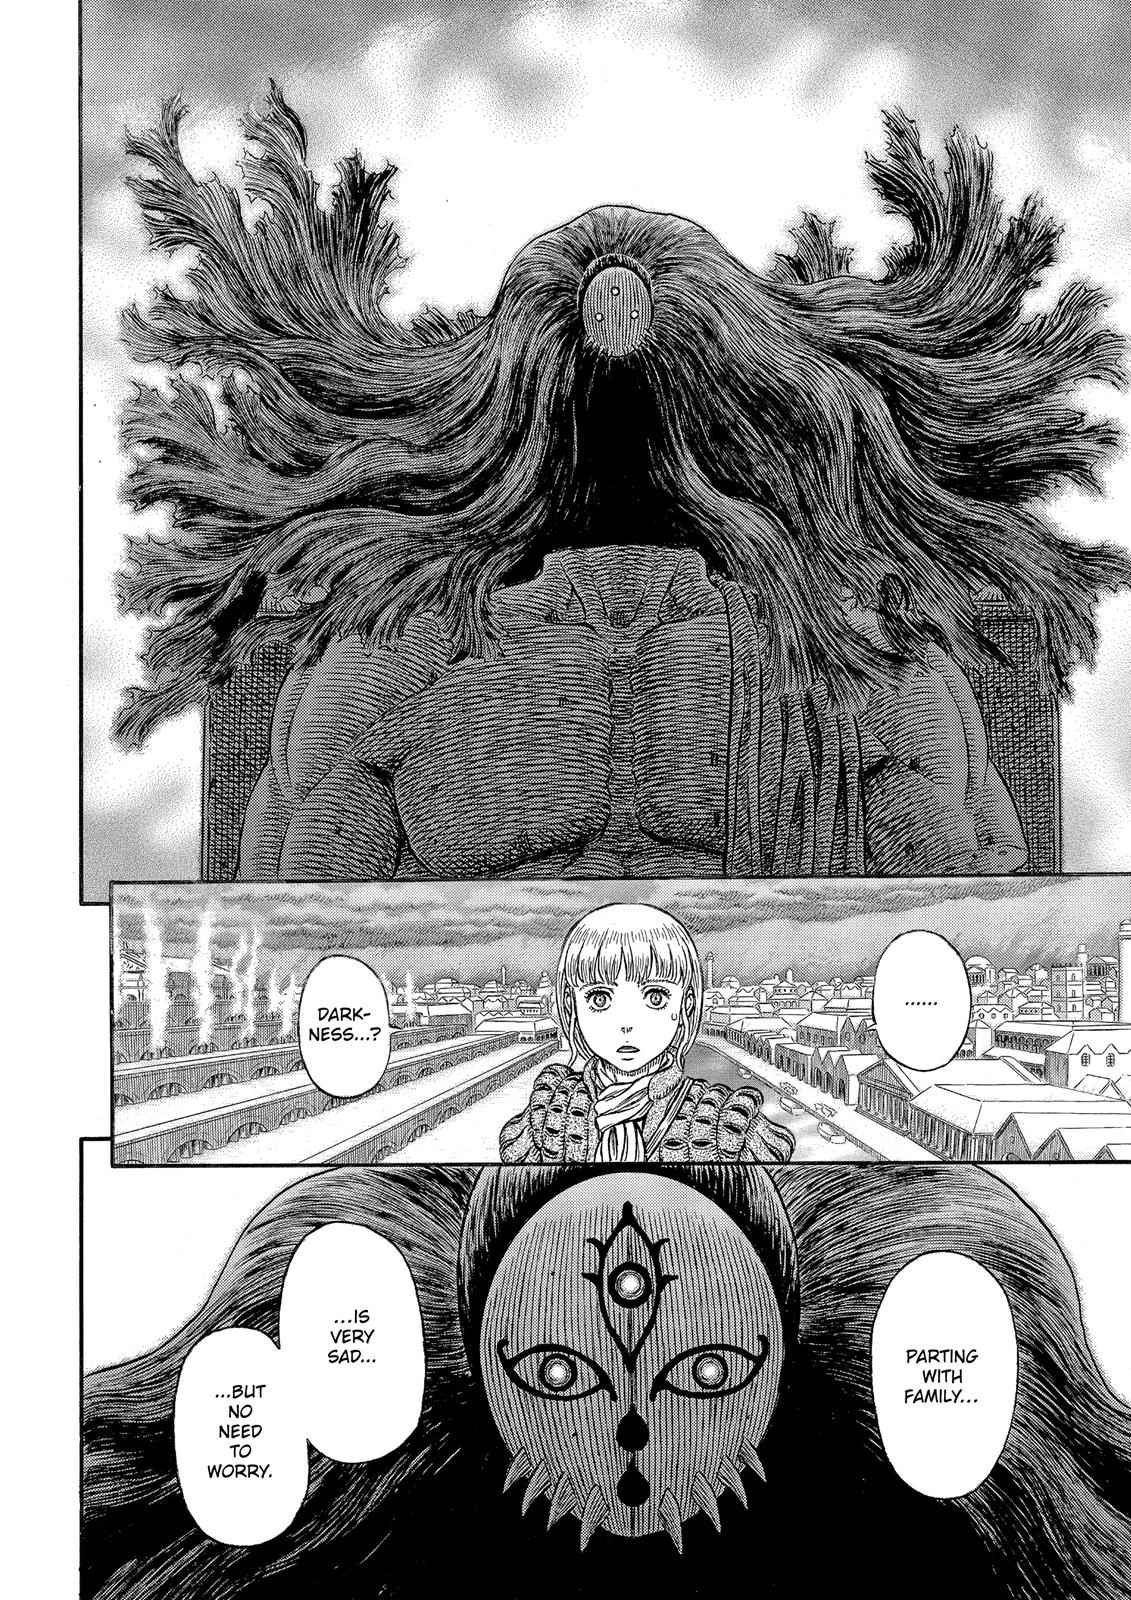 ......
DARK-
NESS...?
PARTING
WITH
FAMILY...
...IS
VERY
SAD...
...BUT
NO
NEED
TO
WORRY.